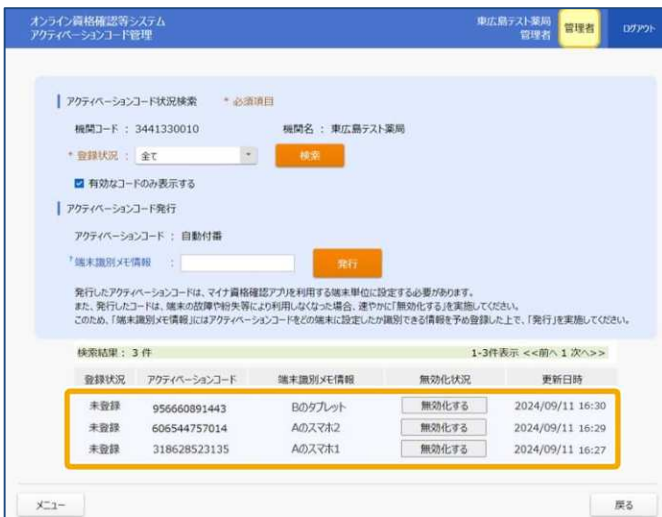 オンライン資格確認等システム
アクティベーションコード管理
東広島テスト薬局
管理者
管理者
ログアウト
アクティベーションコード状況検索 * 必須項目
機関コード : 3441330010 機関名 : 東広島テスト薬局
* 登録状況 : 全て 検索
有効なコードのみ表示する
アクティベーションコード発行
アクティベーションコード : 自動付番
?端末識別メモ情報 : 発行
発行したアクティベーションコードは、マイナ資格確認アプリを利用する端末単位に設定する必要があります。
また、発行したコードは、端末の故障や紛失等により利用しなくなった場合、速やかに「無効化する」を実施してください。
このため、「端末識別メモ情報」にはアクティベーションコードをどの端末に設定したか識別できる情報を予め登録した上で、「発行」を実施してください。
検索結果 : 3 件 1-3件表示 <<前へ 1 次へ>>
登録状況 アクティベーションコード 端末識別メモ情報 無効化状況 更新日時
未登録 956660891443 Bのタブレット 無効化する 2024/09/11 16:30
未登録 606544757014 Aのスマホ2 無効化する 2024/09/11 16:29
未登録 318628523135 Aのスマホ1 無効化する 2024/09/11 16:27
メニュー 戻る